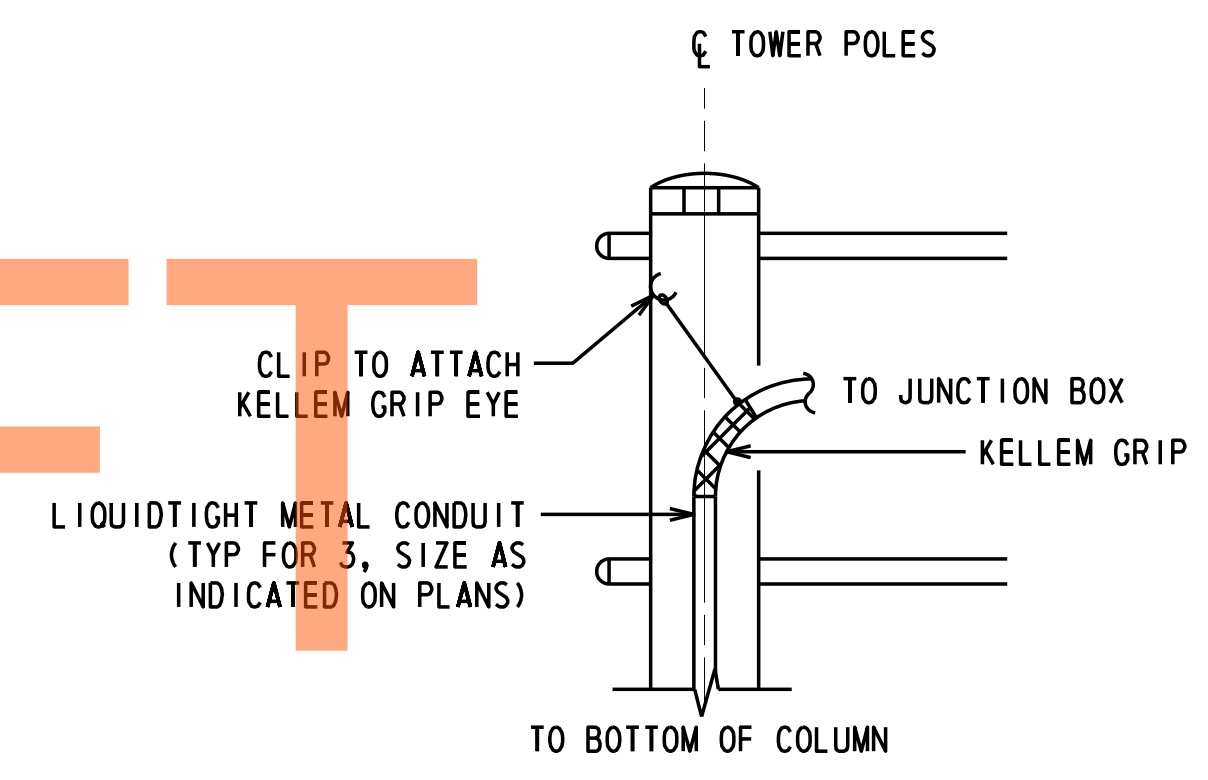 ℄ TOWER POLES
CLIP TO ATTACH
KELLEM GRIP EYE
TO JUNCTION BOX
KELLEM GRIP
LIQUIDTIGHT METAL CONDUIT
(TYP FOR 3, SIZE AS
INDICATED ON PLANS)
TO BOTTOM OF COLUMN